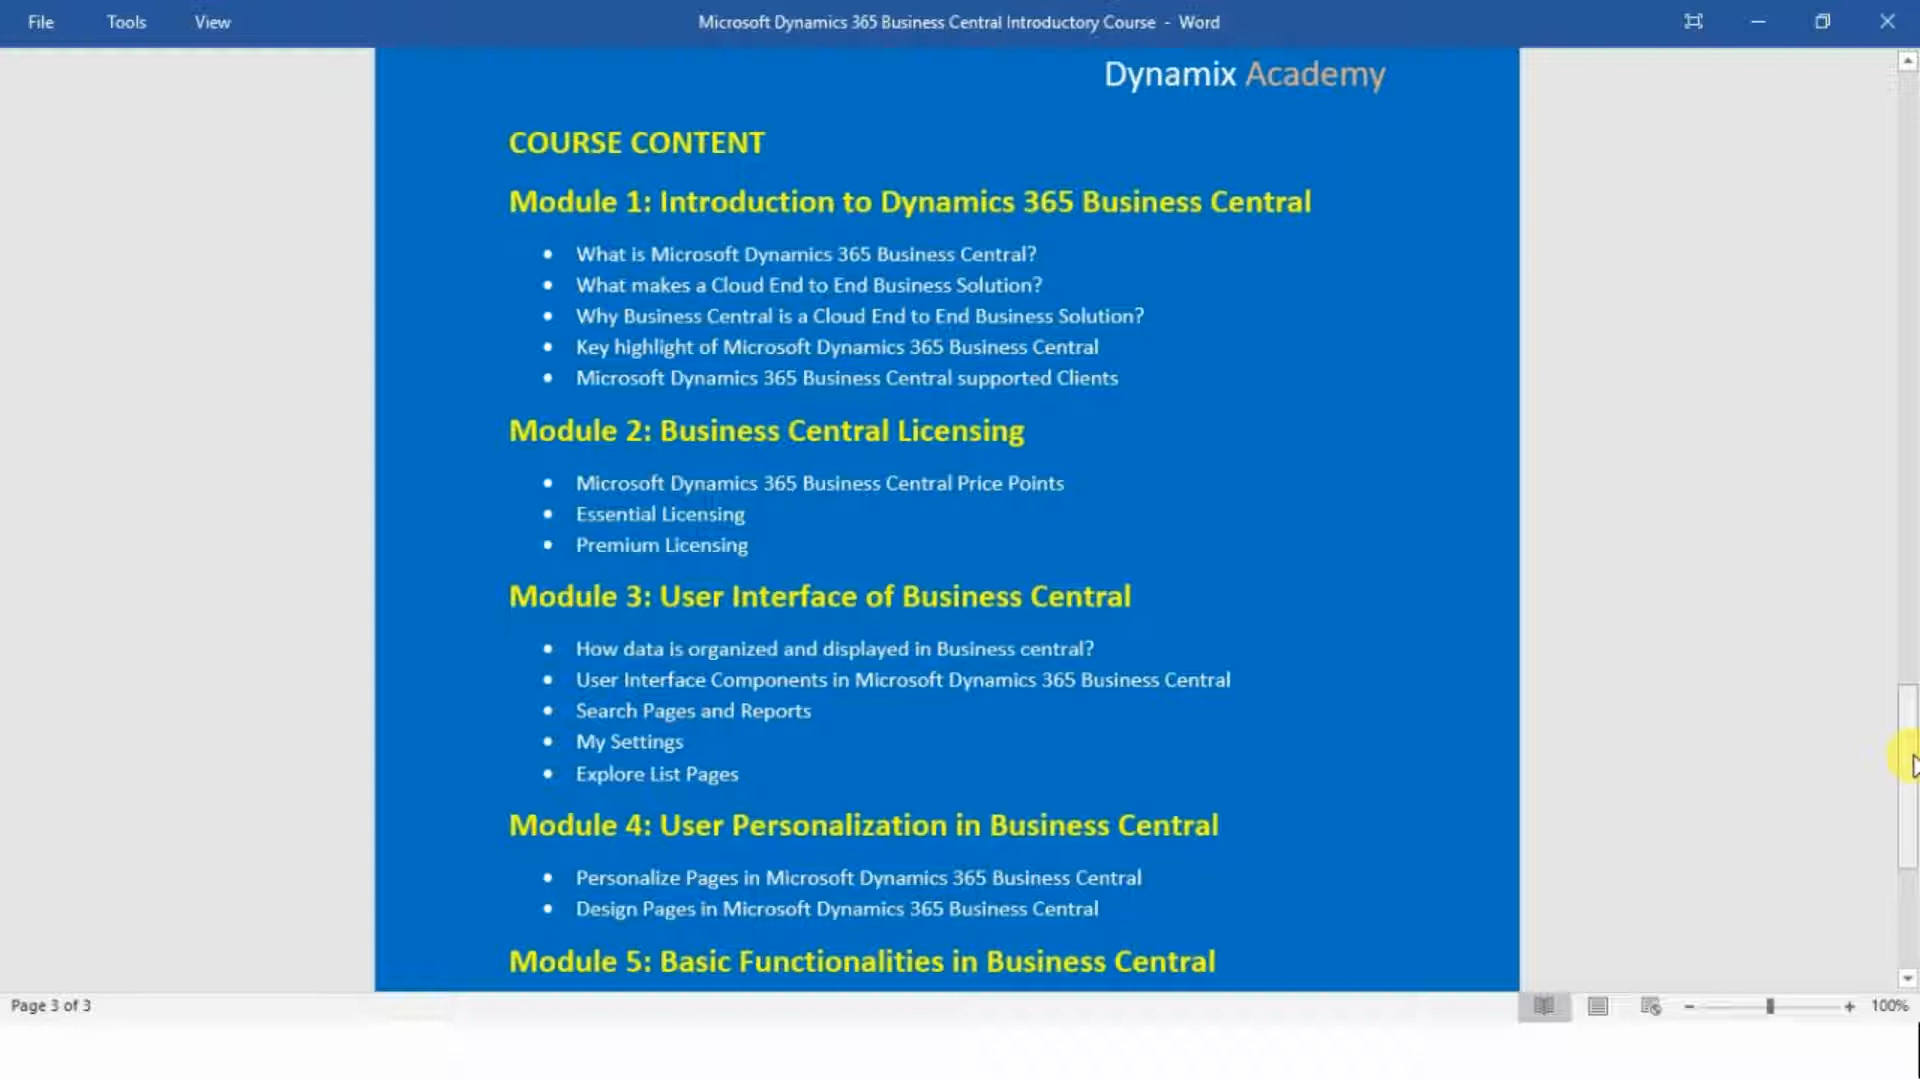 File Tools View Microsoft Dynamics 365 Business Central Introductory Course - Word
Dynamix Academy
COURSE CONTENT
Module 1: Introduction to Dynamics 365 Business Central
• What is Microsoft Dynamics 365 Business Central?
• What makes a Cloud End to End Business Solution?
• Why Business Central is a Cloud End to End Business Solution?
• Key highlight of Microsoft Dynamics 365 Business Central
• Microsoft Dynamics 365 Business Central supported Clients
Module 2: Business Central Licensing
• Microsoft Dynamics 365 Business Central Price Points
• Essential Licensing
• Premium Licensing
Module 3: User Interface of Business Central
• How data is organized and displayed in Business central?
• User Interface Components in Microsoft Dynamics 365 Business Central
• Search Pages and Reports
• My Settings
• Explore List Pages
Module 4: User Personalization in Business Central
• Personalize Pages in Microsoft Dynamics 365 Business Central
• Design Pages in Microsoft Dynamics 365 Business Central
Module 5: Basic Functionalities in Business Central
Page 3 of 3 100%